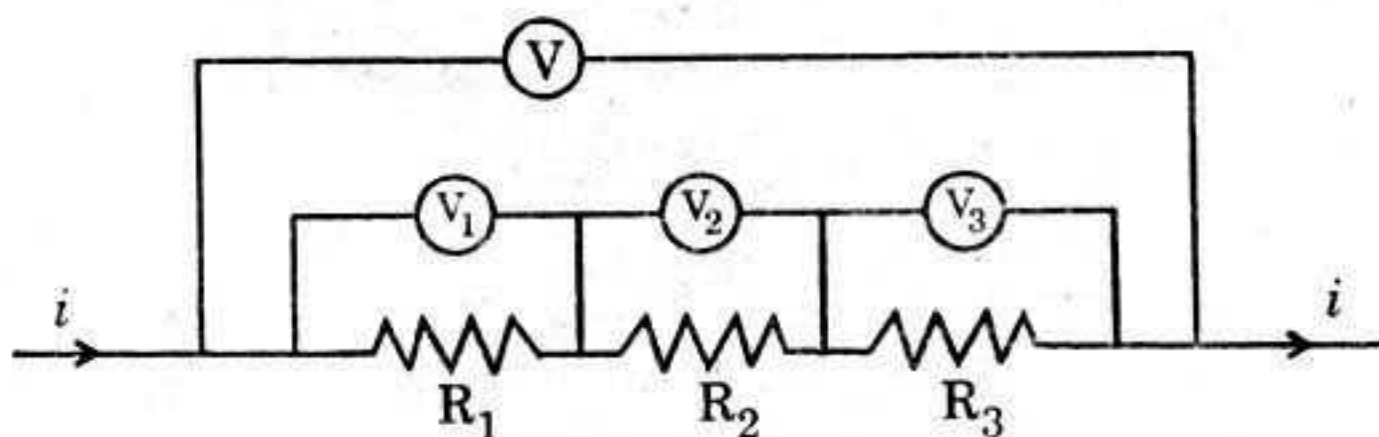 V
V₁ V₂ V₃
i i
R₁ R₂ R₃